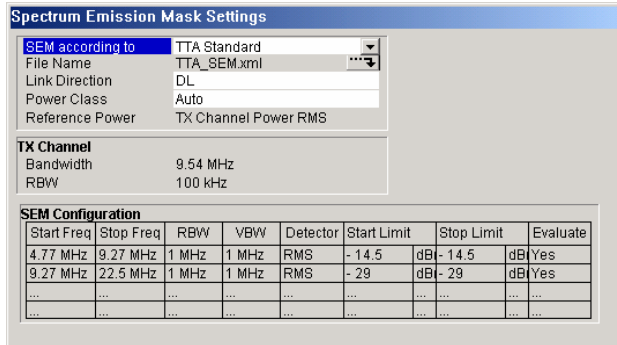 Spectrum Emission Mask Settings
SEM according to TTA Standard
File Name TTA_SEM.xml
Link Direction DL
Power Class Auto
Reference Power TX Channel Power RMS
TX Channel
Bandwidth 9.54 MHz
RBW 100 kHz
SEM Configuration
Start Freq Stop Freq RBW VBW Detector Start Limit Stop Limit Evaluate
4.77 MHz 9.27 MHz 1 MHz 1 MHz RMS - 14.5 - 14.5 Yes
9.27 MHz 22.5 MHz 1 MHz 1 MHz RMS - 29 - 29 Yes
... ... ... ... ... ... ... ... ... ...
... ... ... ... ... ... ... ... ... ...